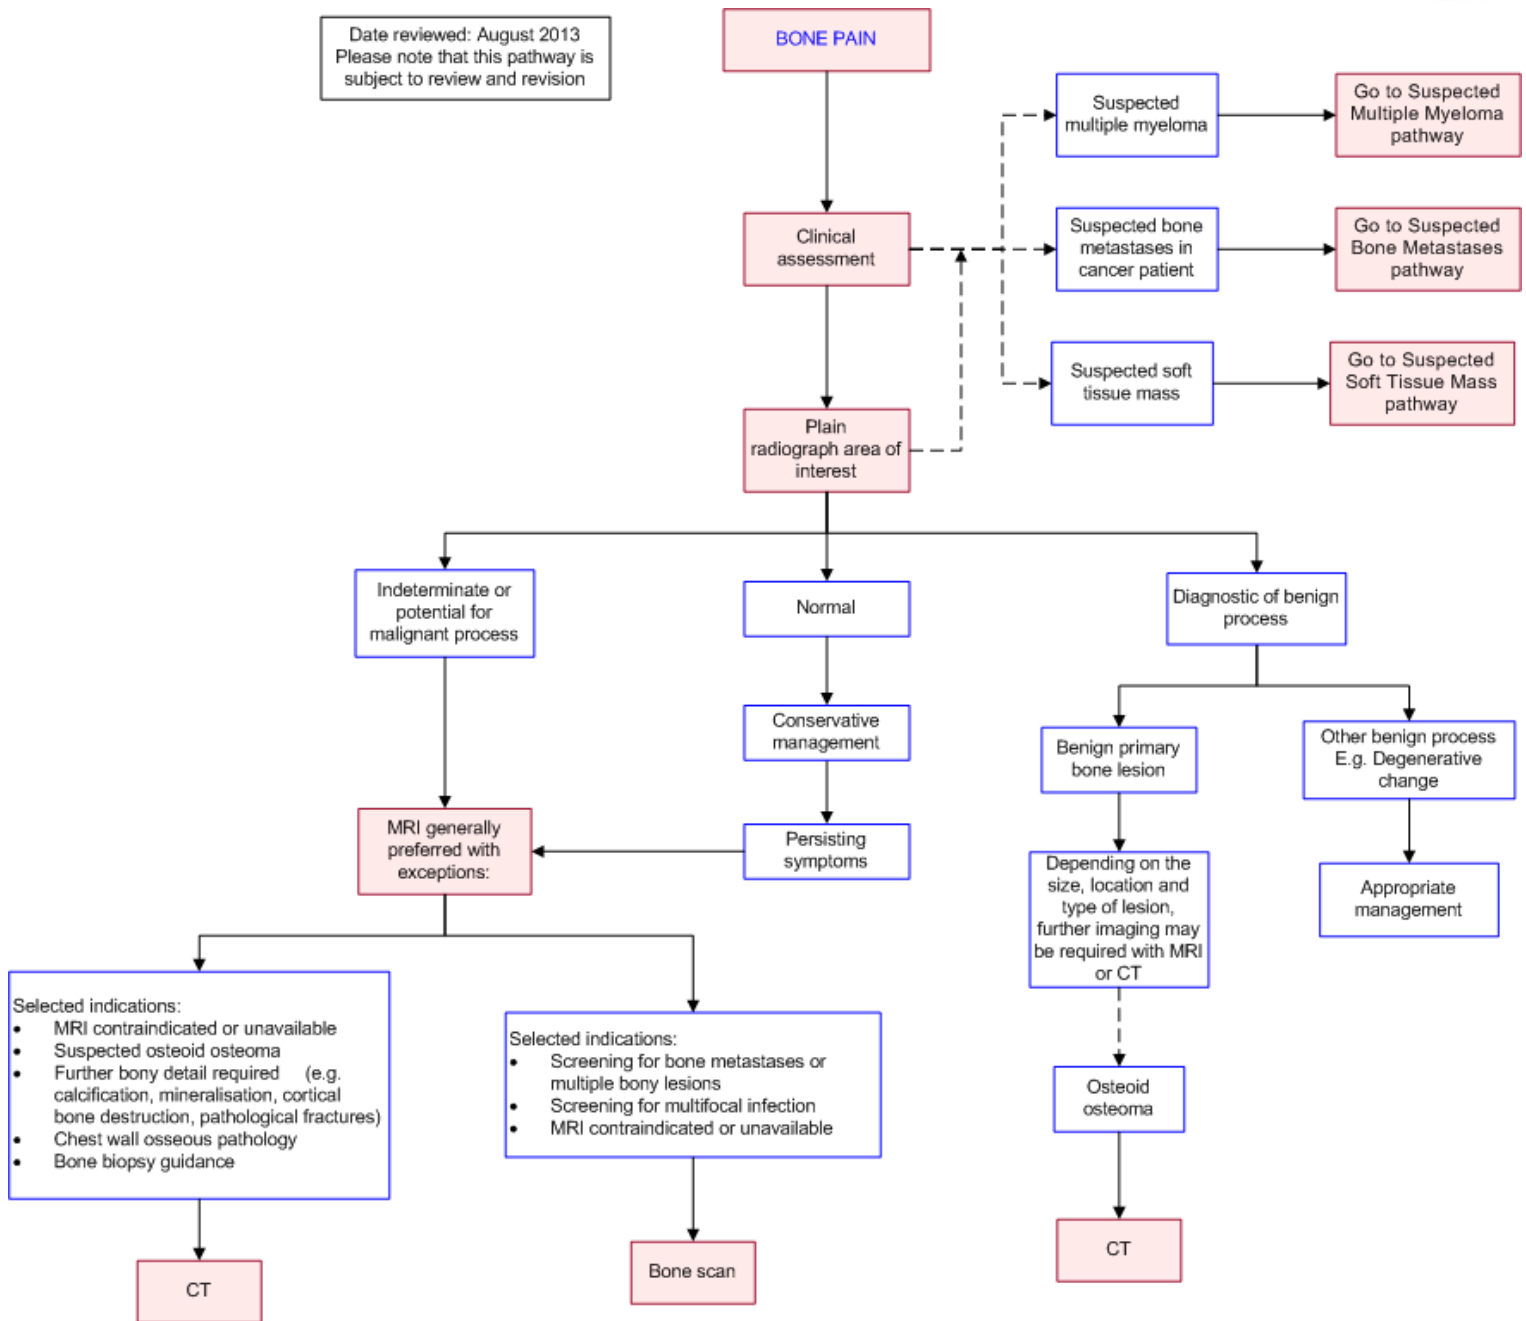 Date reviewed: August 2013
Please note that this pathway is
subject to review and revision
BONE PAIN
Suspected
multiple myeloma
Go to Suspected
Multiple Myeloma
pathway
Clinical
assessment
Suspected bone
metastases in
cancer patient
Go to Suspected
Bone Metastases
pathway
Suspected soft
tissue mass
Go to Suspected
Soft Tissue Mass
pathway
Plain
radiograph area of
interest
Indeterminate or
potential for
malignant process
Normal
Diagnostic of benign
process
Conservative
management
Benign primary
bone lesion
Other benign process
E.g. Degenerative
change
MRI generally
preferred with
exceptions:
Persisting
symptoms
Depending on the
size, location and
type of lesion,
further imaging may
be required with MRI
or CT
Appropriate
management
Selected indications:
• MRI contraindicated or unavailable
• Suspected osteoid osteoma
• Further bony detail required (e.g.
calcification, mineralisation, cortical
bone destruction, pathological fractures)
• Chest wall osseous pathology
• Bone biopsy guidance
Selected indications:
• Screening for bone metastases or
multiple bony lesions
• Screening for multifocal infection
• MRI contraindicated or unavailable
Osteoid
osteoma
CT
Bone scan
CT